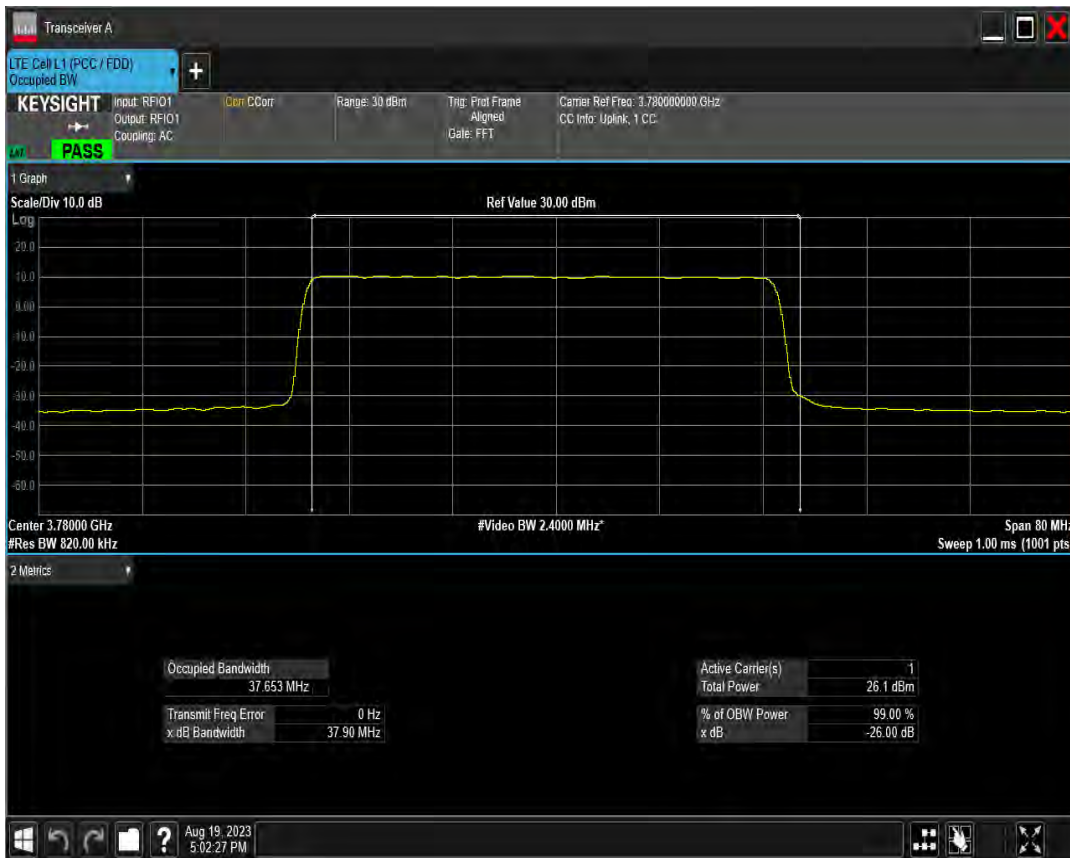 Transceiver A
LTE Cell L1 (PCC / FDD)
Occupied BW
+
KEYSIGHT
Input: RFIO1
Output: RFIO1
Coupling: AC
PASS
Corr CCorr
Range: 30 dBm
Trig: Prot Frame
Aligned
Gate: FFT
Carrier Ref Freq: 3.780000000 GHz
CC Info: Uplink, 1 CC
1 Graph
Scale/Div 10.0 dB
Ref Value 30.00 dBm
Log
20.0
10.0
0.00
-10.0
-20.0
-30.0
-40.0
-50.0
-60.0
Center 3.78000 GHz
#Video BW 2.4000 MHz*
Span 80 MHz
#Res BW 820.00 kHz
Sweep 1.00 ms (1001 pts
2 Metrics
Occupied Bandwidth
37.653 MHz
Transmit Freq Error 0 Hz
x dB Bandwidth 37.90 MHz
Active Carrier(s) 1
Total Power 26.1 dBm
% of OBW Power 99.00 %
x dB -26.00 dB
?
Aug 19, 2023
5:02:27 PM